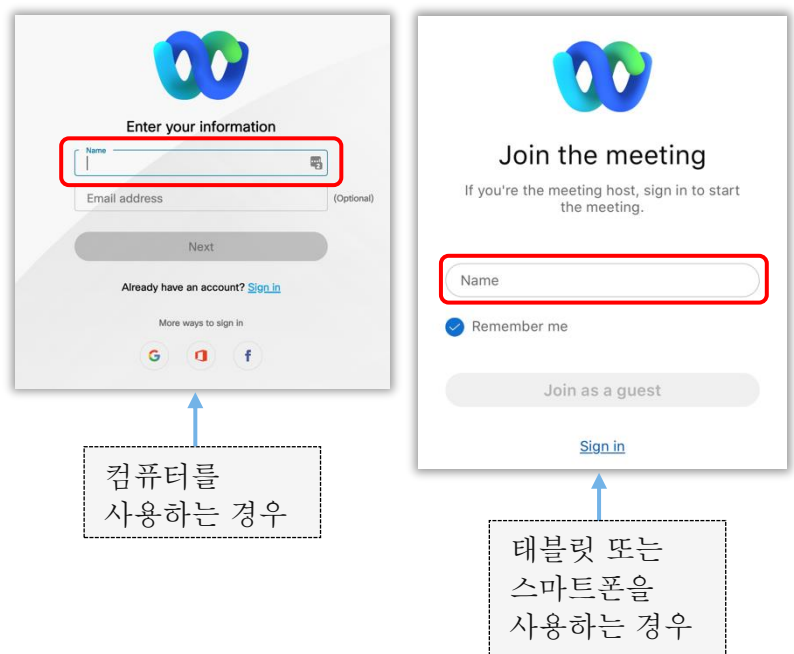 Enter your information
Name
Email address
(Optional)
Next
Already have an account? Sign in
More ways to sign in
G
f
컴퓨터를
사용하는 경우
Join the meeting
If you're the meeting host, sign in to start
the meeting.
Name
Remember me
Join as a guest
Sign in
태블릿 또는
스마트폰을
사용하는 경우